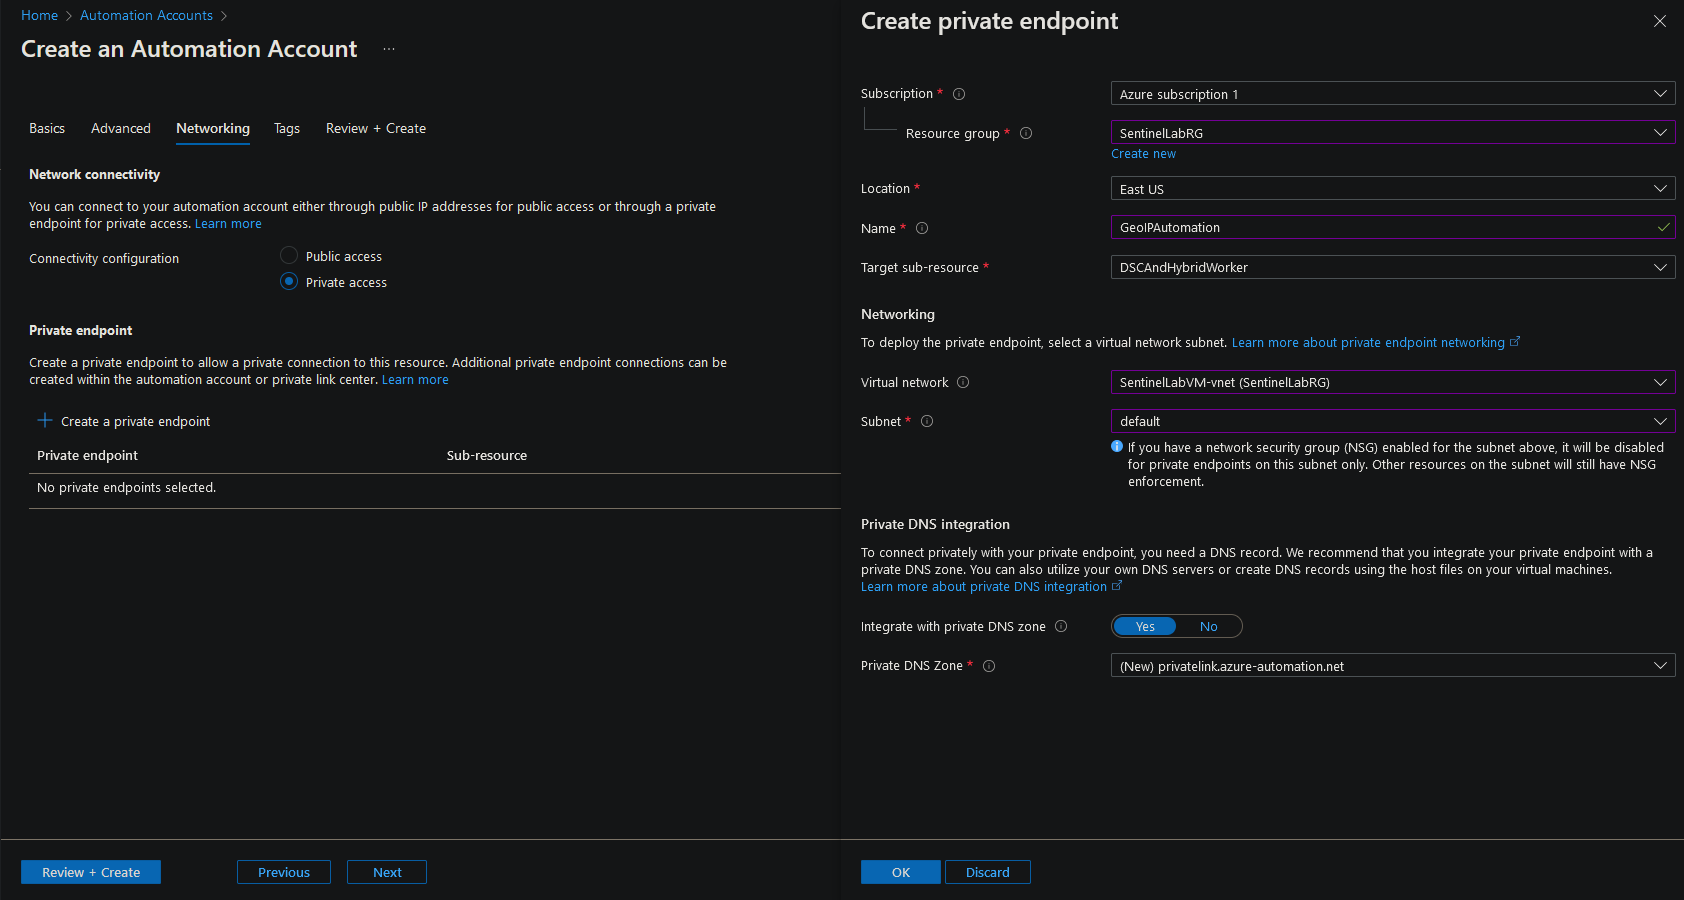 Home > Automation Accounts >
Create an Automation Account ...
Basics Advanced Networking Tags Review + Create
Network connectivity
You can connect to your automation account either through public IP addresses for public access or through a private
endpoint for private access. Learn more
Connectivity configuration
Public access
Private access
Private endpoint
Create a private endpoint to allow a private connection to this resource. Additional private endpoint connections can be
created within the automation account or private link center. Learn more
+ Create a private endpoint
Private endpoint Sub-resource
No private endpoints selected.
Review + Create Previous Next
Create private endpoint
Subscription * Azure subscription 1
Resource group * SentinelLabRG
Create new
Location * East US
Name * GeoIPAutomation
Target sub-resource * DSCAndHybridWorker
Networking
To deploy the private endpoint, select a virtual network subnet. Learn more about private endpoint networking
Virtual network SentinelLabVM-vnet (SentinelLabRG)
Subnet * default
If you have a network security group (NSG) enabled for the subnet above, it will be disabled
for private endpoints on this subnet only. Other resources on the subnet will still have NSG
enforcement.
Private DNS integration
To connect privately with your private endpoint, you need a DNS record. We recommend that you integrate your private endpoint with a
private DNS zone. You can also utilize your own DNS servers or create DNS records using the host files on your virtual machines.
Learn more about private DNS integration
Integrate with private DNS zone Yes No
Private DNS Zone * (New) privatelink.azure-automation.net
OK Discard